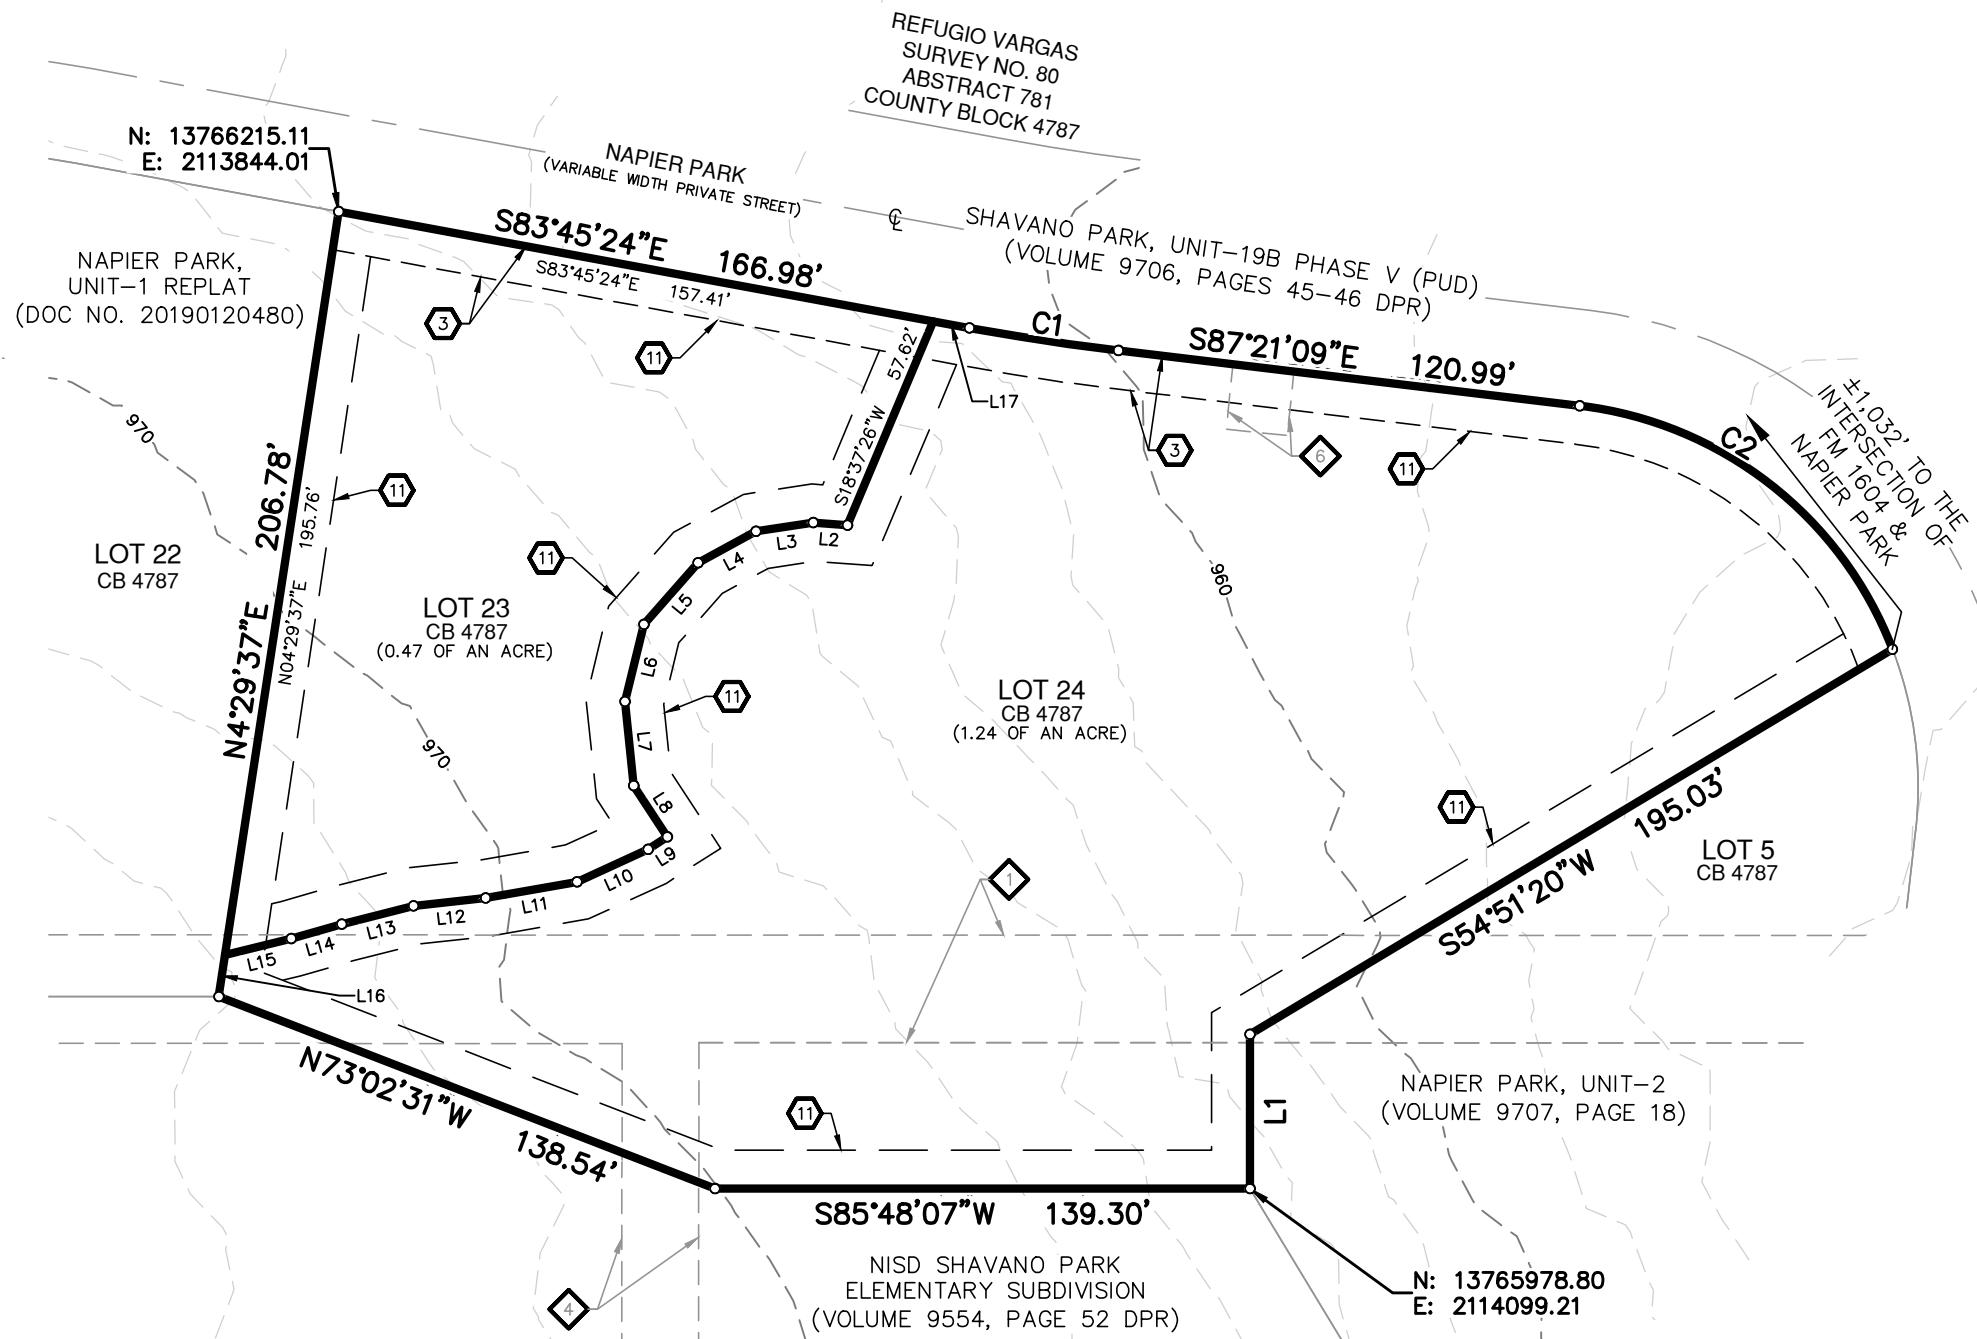 REFUGIO VARGAS
SURVEY NO. 80
ABSTRACT 781
COUNTY BLOCK 4787
N: 13766215.11
E: 2113844.01
NAPIER PARK
(VARIABLE WIDTH PRIVATE STREET)
℄
SHAVANO PARK, UNIT-19B PHASE V (PUD)
(VOLUME 9706, PAGES 45-46 DPR)
NAPIER PARK,
UNIT-1 REPLAT
(DOC NO. 20190120480)
S83°45'24"E 166.98'
S83°45'24"E 157.41'
3
11
C1
S87°21'09"E 120.99'
L17
57.62'
S18°37'26"W
3
6
11
C2
±1,032' TO THE
INTERSECTION OF
FM 1604 &
NAPIER PARK
970
206.78'
N4°29'37"E
195.76'
N04°29'37"E
11
LOT 22
CB 4787
11
L2
L3
L4
L5
L6
L7
L8
L9
L10
L11
L12
L13
L14
L15
L16
960
LOT 23
CB 4787
(0.47 OF AN ACRE)
11
LOT 24
CB 4787
(1.24 OF AN ACRE)
970
11
195.03'
S54°51'20"W
LOT 5
CB 4787
1
N73°02'31"W
138.54'
11
L1
NAPIER PARK, UNIT-2
(VOLUME 9707, PAGE 18)
S85°48'07"W 139.30'
NISD SHAVANO PARK
ELEMENTARY SUBDIVISION
(VOLUME 9554, PAGE 52 DPR)
4
N: 13765978.80
E: 2114099.21